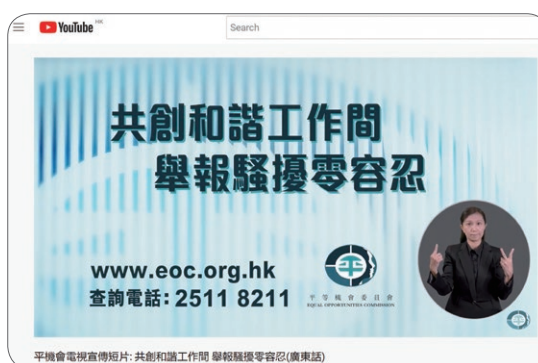 YouTube HK
Search
共創和諧工作間
舉報騷擾零容忍
www.eoc.org.hk
查詢電話：2511 8211
平等機會委員會
EQUAL OPPORTUNITIES COMMISSION
平機會電視宣傳短片: 共創和諧工作間 舉報騷擾零容忍(廣東話)